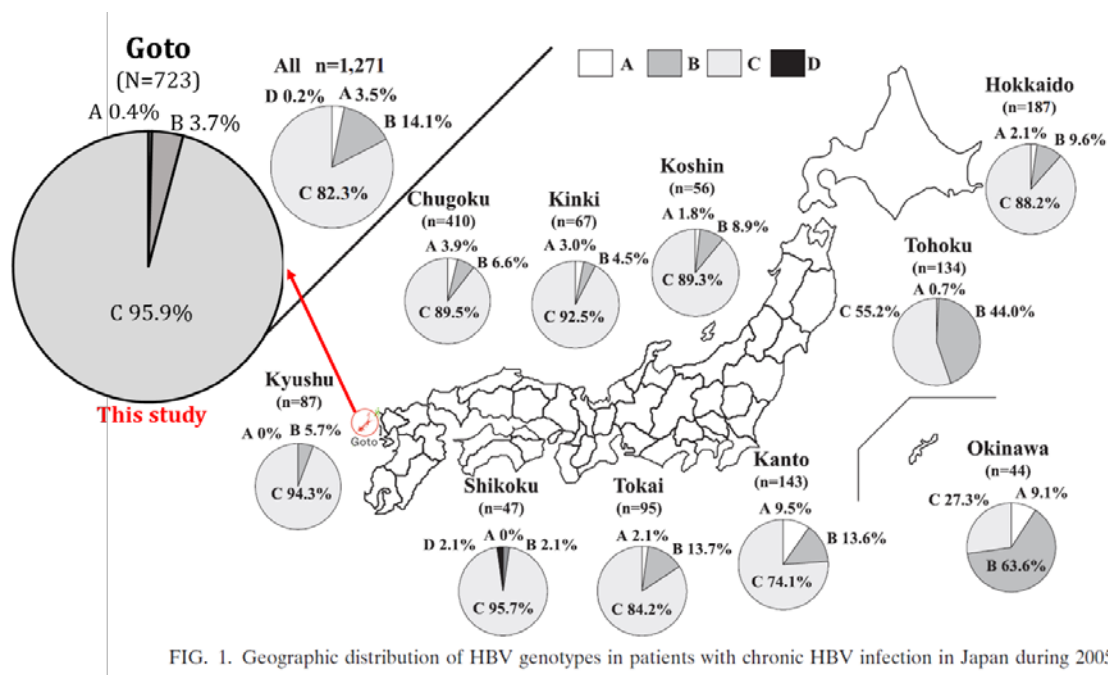 Goto
(N=723)
A 0.4%
B 3.7%
C 95.9%
This study
All n=1,271
D 0.2%
A 3.5%
B 14.1%
C 82.3%
A
B
C
D
Hokkaido
(n=187)
A 2.1%
B 9.6%
C 88.2%
Koshin
(n=56)
A 1.8%
B 8.9%
C 89.3%
Chugoku
(n=410)
A 3.9%
B 6.6%
C 89.5%
Kinki
(n=67)
A 3.0%
B 4.5%
C 92.5%
Tohoku
(n=134)
A 0.7%
C 55.2%
B 44.0%
Kyushu
(n=87)
A 0%
B 5.7%
C 94.3%
Goto
Shikoku
(n=47)
D 2.1%
A 0%
B 2.1%
C 95.7%
Tokai
(n=95)
A 2.1%
B 13.7%
C 84.2%
Kanto
(n=143)
A 9.5%
B 13.6%
C 74.1%
Okinawa
(n=44)
C 27.3%
A 9.1%
B 63.6%
FIG. 1. Geographic distribution of HBV genotypes in patients with chronic HBV infection in Japan during 2005